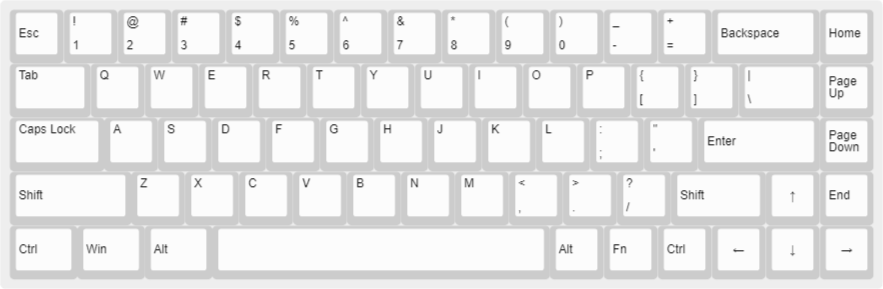 Esc ! @ # $ % ^ & * ( ) _ + Backspace Home
1 2 3 4 5 6 7 8 9 0 - =
Tab Q W E R T Y U I O P { } | Page Up
[ ] \
Caps Lock A S D F G H J K L : " Enter Page Down
; '
Shift Z X C V B N M < > ? Shift ↑ End
, . /
Ctrl Win Alt Alt Fn Ctrl ← ↓ →